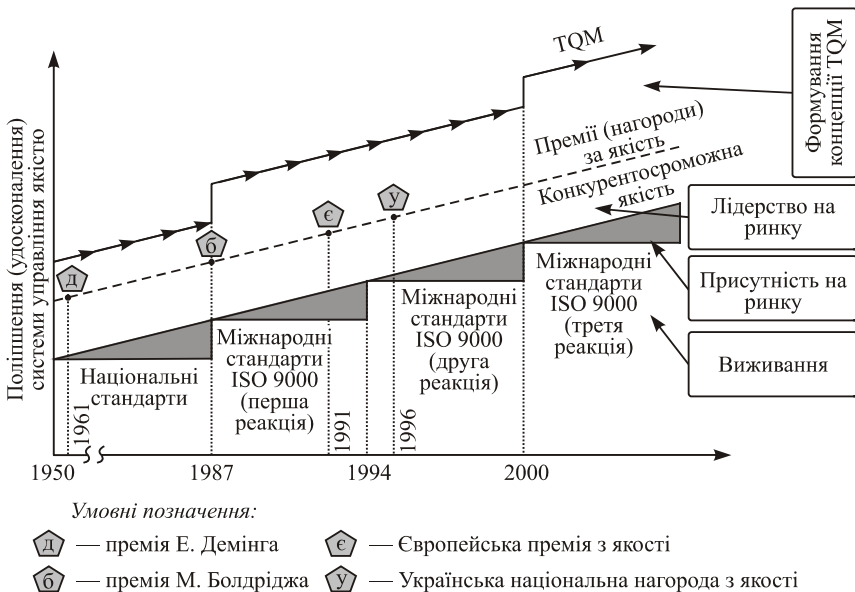 Поліпшення (удосконалення)
системи управління якістю
TQM
Формування
концепції TQM
Премії (нагороди)
за якість
Конкурентосроможна
якість
Лідерство на
ринку
Присутність на
ринку
Виживання
д
б
є
у
Національні
стандарти
Міжнародні
стандарти
ISO 9000
(перша
реакція)
Міжнародні
стандарти
ISO 9000
(друга
реакція)
Міжнародні
стандарти
ISO 9000
(третя
реакція)
1961
1991
1996
1950
1987
1994
2000
Умовні позначення:
д — премія Е. Демінга
є — Європейська премія з якості
б — премія М. Болдріджа
у — Українська національна нагорода з якості